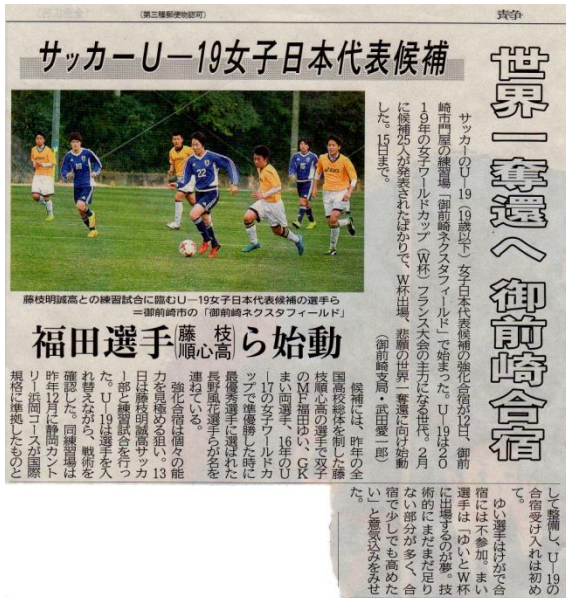 (第三種郵便物認可)
静
サッカーU―19女子日本代表候補
世界一奪還へ 御前崎合宿
サッカーのU―19(19歳以下)女子日本代表候補の強化合宿が12日、御前
崎市門屋の練習場「御前崎ネクスタフィールド」で始まった。U―19は20
19年の女子ワールドカップ(W杯)フランス大会の主力になる世代。2月
に候補25人が発表されたばかりで、W杯出場、悲願の世界一奪還に向け始動
した。15日まで。
(御前崎支局・武田愛一郎)
藤枝明誠高との練習試合に臨むU―19女子日本代表候補の選手ら
=御前崎市の「御前崎ネクスタフィールド」
福田選手(藤枝順心高)ら始動
候補には、昨年の全
国高校総体を制した藤
枝順心高の選手で双子
のMF福田ゆい、GK
まい両選手、16年のU
―17の女子ワールドカ
ップで準優勝した時に
最優秀選手に選ばれた
長野風花選手らが名を
連ねている。
強化合宿は個々の能
力を見極める狙い。13
日は藤枝明誠高サッカ
ー部と練習試合を行っ
た。U―19は選手を入
れ替えながら、戦術を
確認した。同練習場は
昨年12月に静岡カント
リー浜岡コースが国際
規格に準拠したものと
して整備し、U―19の
合宿受け入れは初め
て。
ゆい選手はけがで合
宿には不参加。まい
選手は「ゆいとW杯
に出場するのが夢。技
術的にまだまだ足り
ない部分が多く、合
宿で少しでも高めた
い」と意気込みをみせ
た。